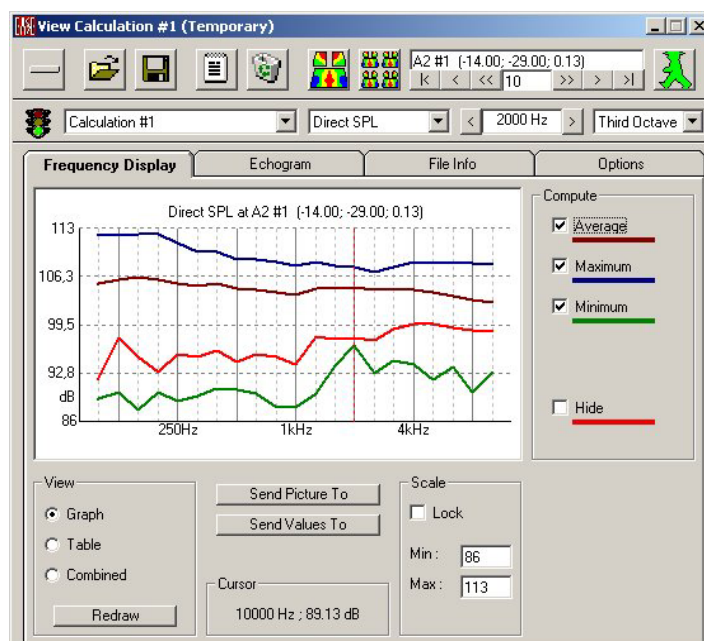 View Calculation #1 (Temporary)
A2 #1 (-14.00; -29.00; 0.13)
K < << 10 >> > >|
Calculation #1 Direct SPL < 2000 Hz > Third Octave
Frequency Display Echogram File Info Options
Direct SPL at A2 #1 (-14.00; -29.00; 0.13)
113
106,3
99,5
92,8
dB
86
250Hz 1kHz 4kHz
Compute
Average
Maximum
Minimum
Hide
View
Graph
Table
Combined
Redraw
Send Picture To
Send Values To
Cursor
10000 Hz ; 89.13 dB
Scale
Lock
Min : 86
Max : 113